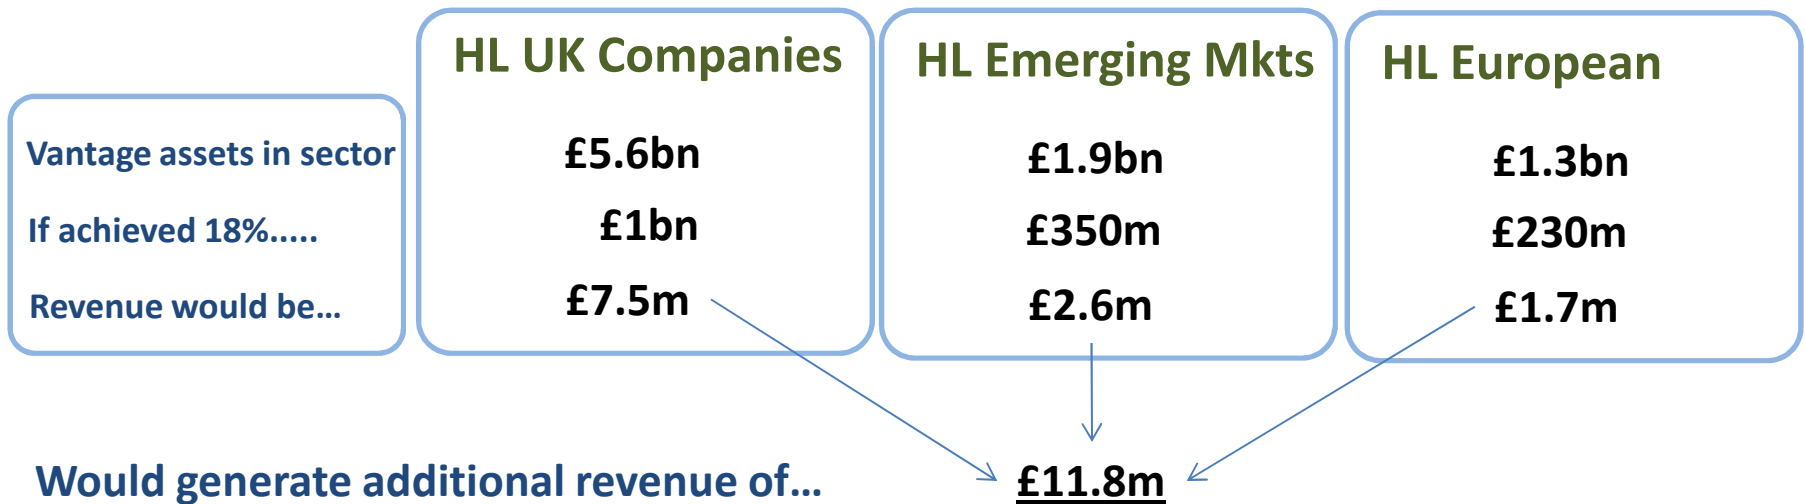 HL UK Companies HL Emerging Mkts HL European
Vantage assets in sector £5.6bn £1.9bn £1.3bn
If achieved 18%..... £1bn £350m £230m
Revenue would be… £7.5m £2.6m £1.7m
Would generate additional revenue of… £11.8m